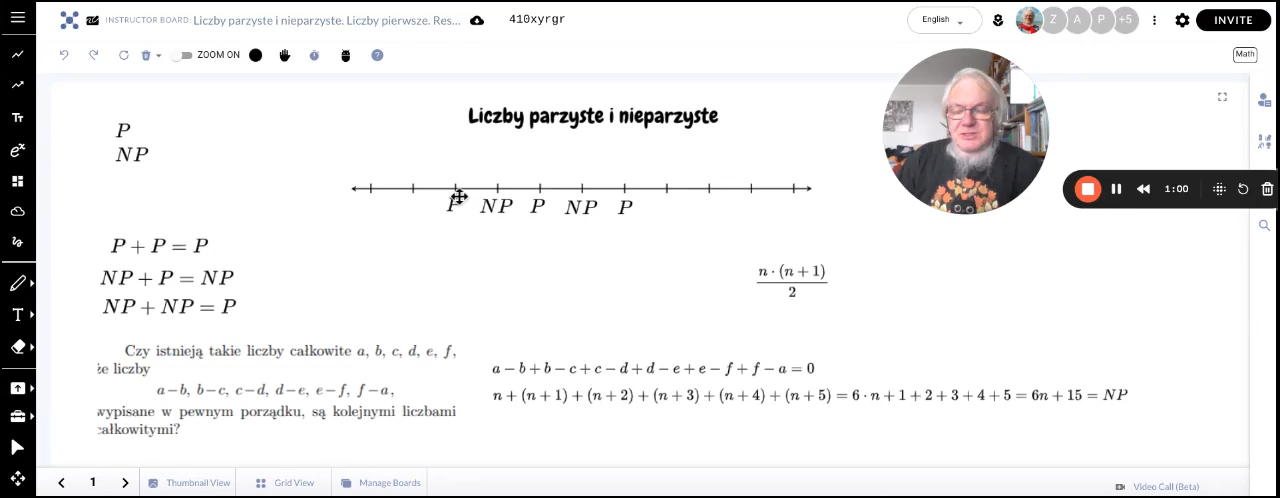 INSTRUCTOR BOARD: Liczby parzyste i nieparzyste. Liczby pierwsze. Res...
410xyrgr
English
Z A P +5
INVITE
ZOOM ON
Math
P
NP
Liczby parzyste i nieparzyste
P NP P NP P
1:00
P + P = P
NP + P = NP
NP + NP = P
n · (n + 1)
2
Czy istnieją takie liczby całkowite a, b, c, d, e, f,
że liczby
a−b, b−c, c−d, d−e, e−f, f−a,
wypisane w pewnym porządku, są kolejnymi liczbami
całkowitymi?
a − b + b − c + c − d + d − e + e − f + f − a = 0
n + (n + 1) + (n + 2) + (n + 3) + (n + 4) + (n + 5) = 6 · n + 1 + 2 + 3 + 4 + 5 = 6n + 15 = NP
1
Thumbnail View
Grid View
Manage Boards
Video Call (Beta)